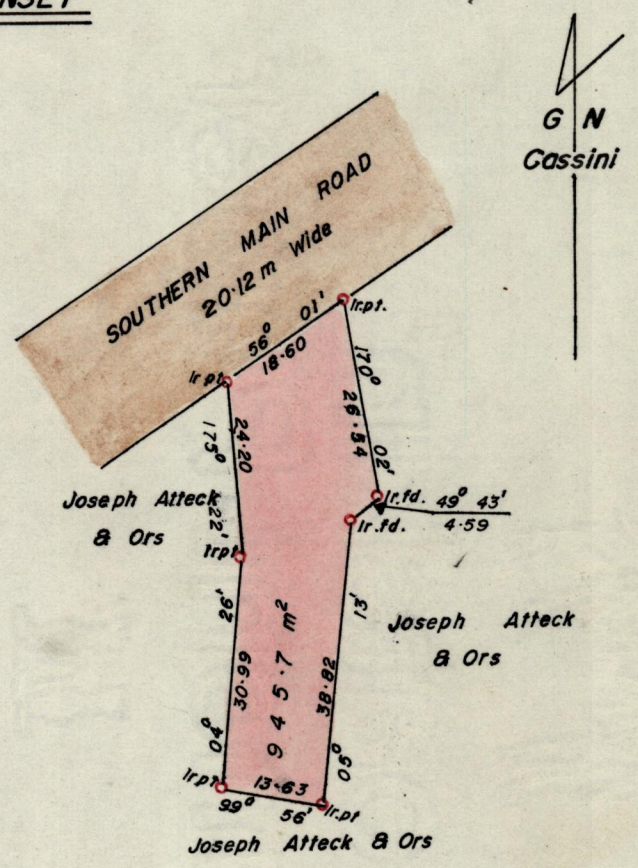 G N
Cassini
SOUTHERN MAIN ROAD
20·12 m Wide
56° 01'
18·60
Ir.pt.
Ir pt.
170° 02'
26·54
175° 22'
24·20
Joseph Atteck
& Ors
Ir.fd.
49° 43'
4·59
Ir.fd.
Ir pt
04° 26'
30·99
945·7 m²
05° 13'
38·82
Joseph Atteck
& Ors
Ir pt
13·63
99° 56'
Ir.pt
Joseph Atteck & Ors